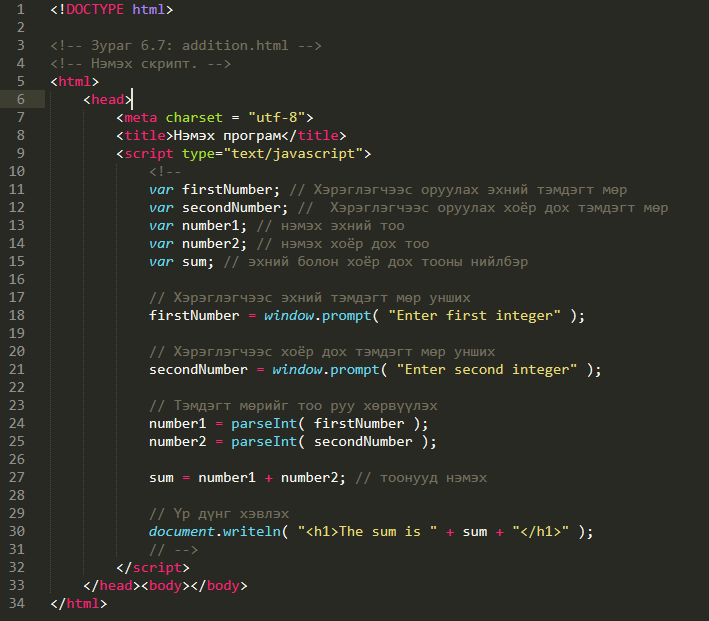 1 <!DOCTYPE html>
2
3 <!-- Зураг 6.7: addition.html -->
4 <!-- Нэмэх скрипт. -->
5 <html>
6     <head>
7         <meta charset = "utf-8">
8         <title>Нэмэх програм</title>
9         <script type="text/javascript">
10             <!--
11             var firstNumber; // Хэрэглэгчээс оруулах эхний тэмдэгт мөр
12             var secondNumber; //  Хэрэглэгчээс оруулах хоёр дох тэмдэгт мөр
13             var number1; // нэмэх эхний тоо
14             var number2; // нэмэх хоёр дох тоо
15             var sum; // эхний болон хоёр дох тооны нийлбэр
16
17             // Хэрэглэгчээс эхний тэмдэгт мөр унших
18             firstNumber = window.prompt( "Enter first integer" );
19
20             // Хэрэглэгчээс хоёр дох тэмдэгт мөр унших
21             secondNumber = window.prompt( "Enter second integer" );
22
23             // Тэмдэгт мөрийг тоо руу хөрвүүлэх
24             number1 = parseInt( firstNumber );
25             number2 = parseInt( secondNumber );
26
27             sum = number1 + number2; // тоонууд нэмэх
28
29             // Үр дүнг хэвлэх
30             document.writeln( "<h1>The sum is " + sum + "</h1>" );
31             // -->
32         </script>
33     </head><body></body>
34 </html>